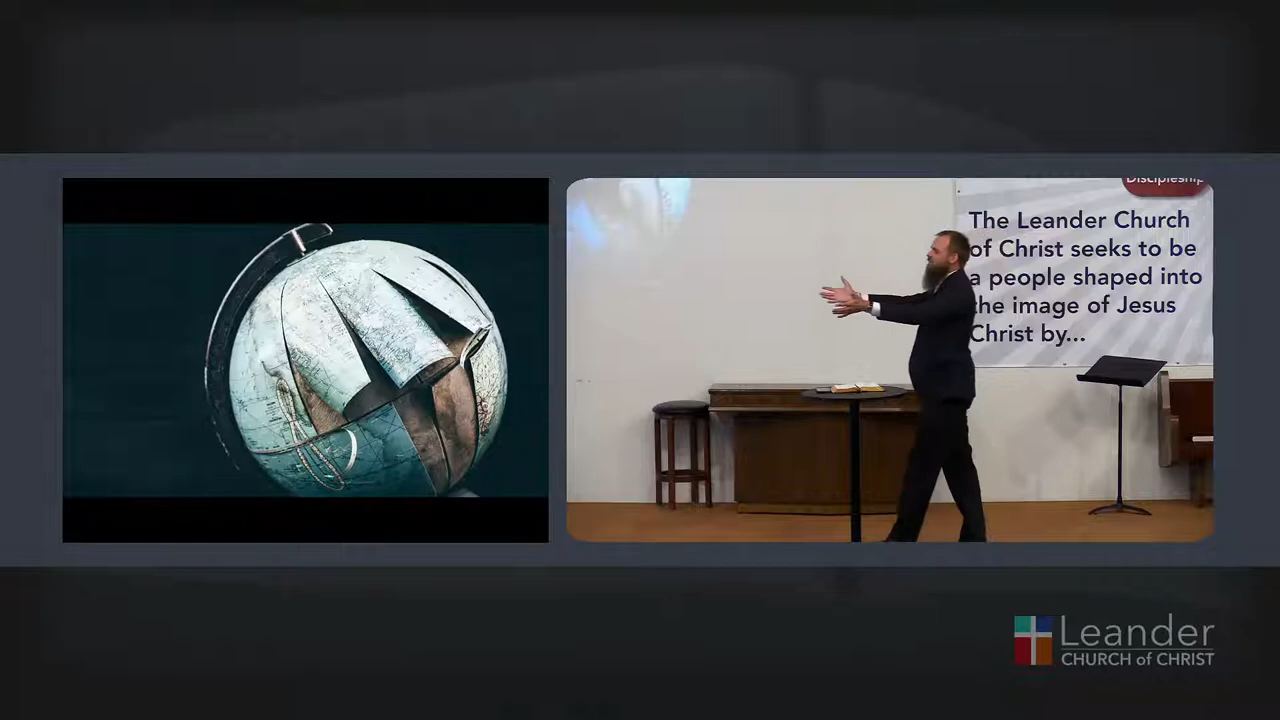 Discipleship
The Leander Church
of Christ seeks to be
a people shaped into
the image of Jesus
Christ by...
Leander
CHURCH of CHRIST